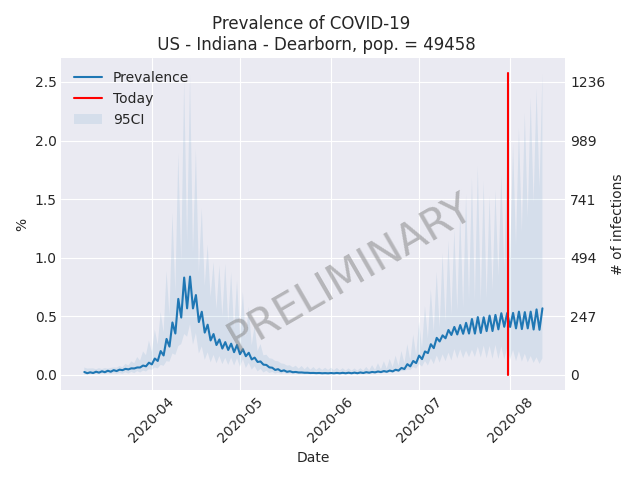 Prevalence of COVID-19
US - Indiana - Dearborn, pop. = 49458
Prevalence
Today
95CI
2.5
2.0
1.5
1.0
0.5
0.0
%
1236
989
741
494
247
0
# of infections
PRELIMINARY
2020-04
2020-05
2020-06
2020-07
2020-08
Date